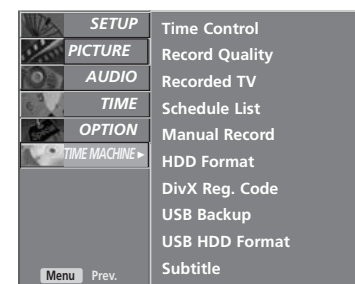 SETUP
PICTURE
AUDIO
TIME
OPTION
TIME MACHINE ►
Menu Prev.
Time Control
Record Quality
Recorded TV
Schedule List
Manual Record
HDD Format
DivX Reg. Code
USB Backup
USB HDD Format
Subtitle